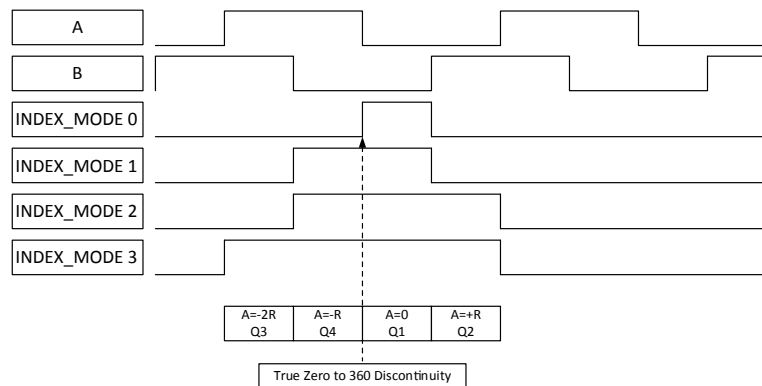 A
B
INDEX_MODE 0
INDEX_MODE 1
INDEX_MODE 2
INDEX_MODE 3
A=-2R A=-R A=0 A=+R
Q3 Q4 Q1 Q2
True Zero to 360 Discontinuity